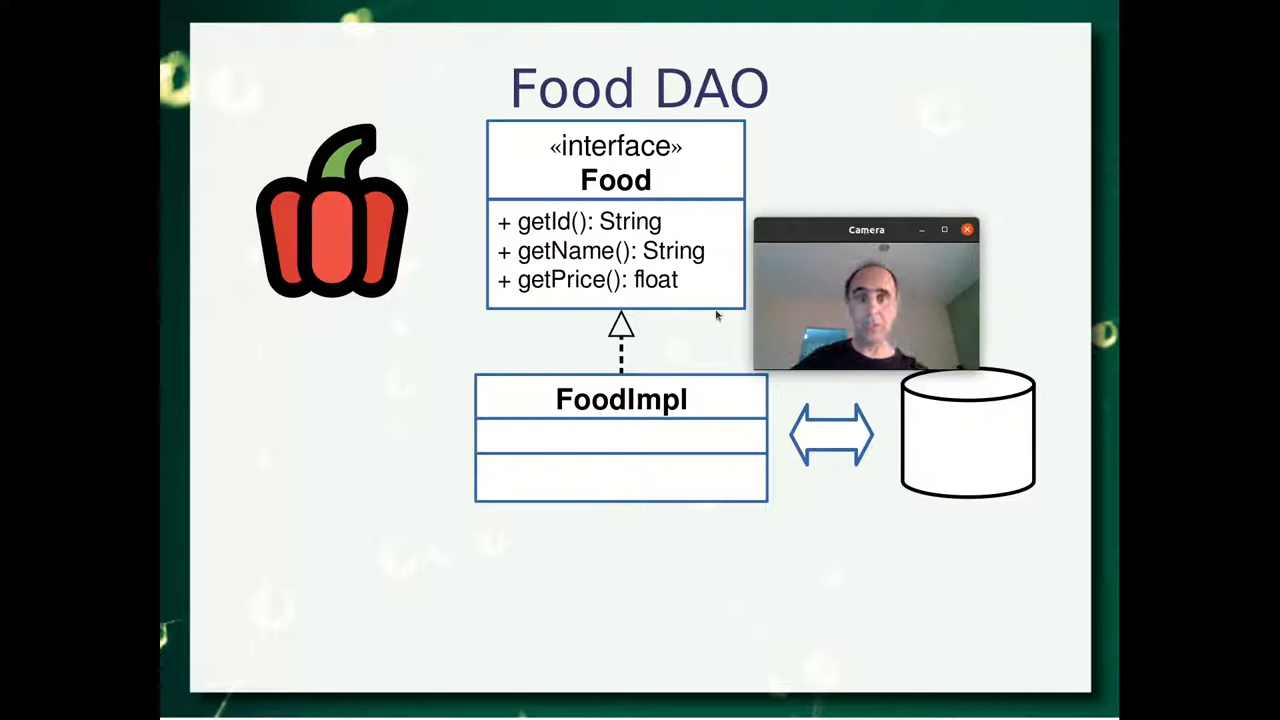 Food DAO
«interface»
Food
+ getId(): String
+ getName(): String
+ getPrice(): float
Camera
FoodImpl